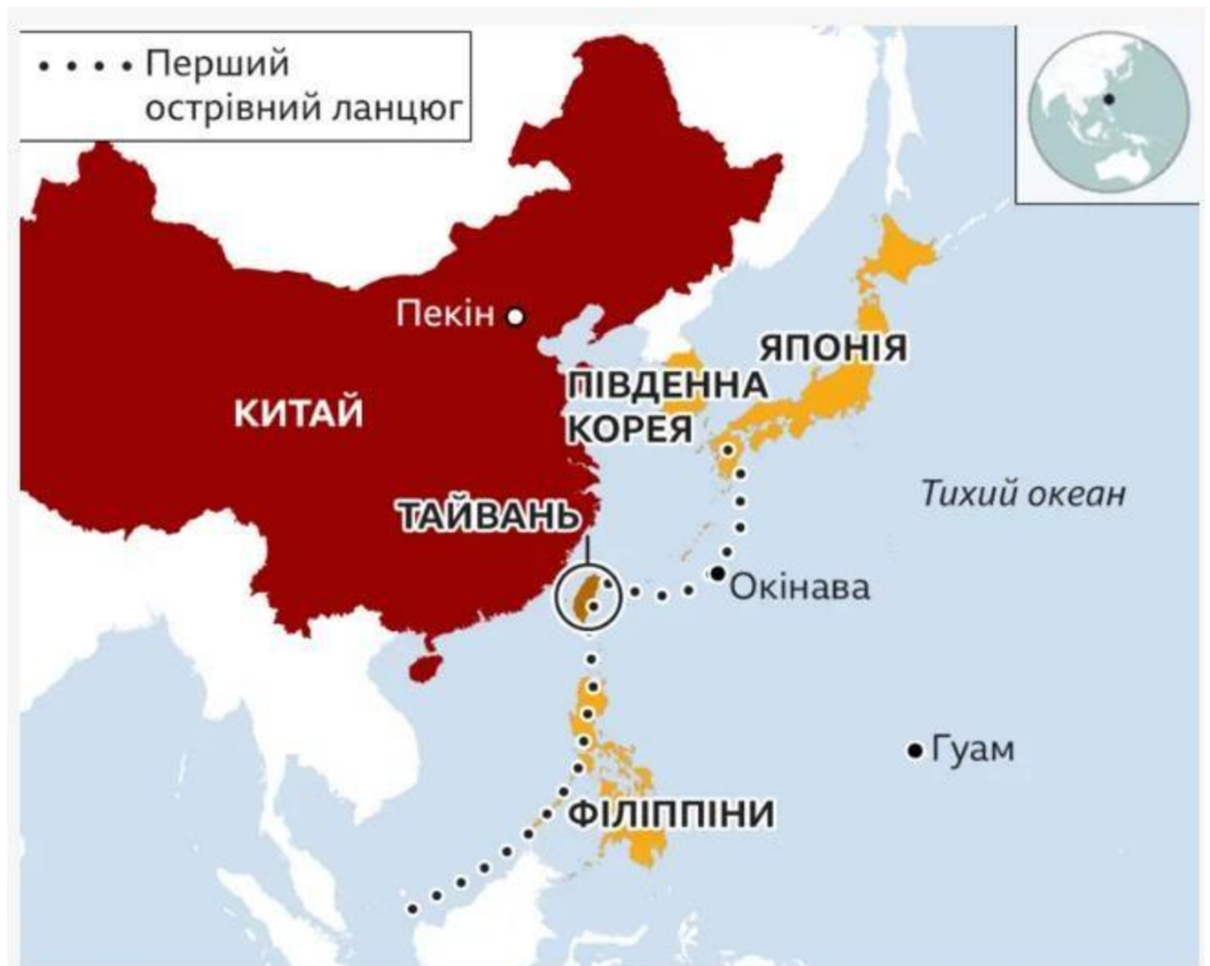 Перший
острівний ланцюг
Пекін
ЯПОНІЯ
КИТАЙ
ПІВДЕННА
КОРЕЯ
Тихий океан
ТАЙВАНЬ
Окінава
Гуам
ФІЛІППІНИ